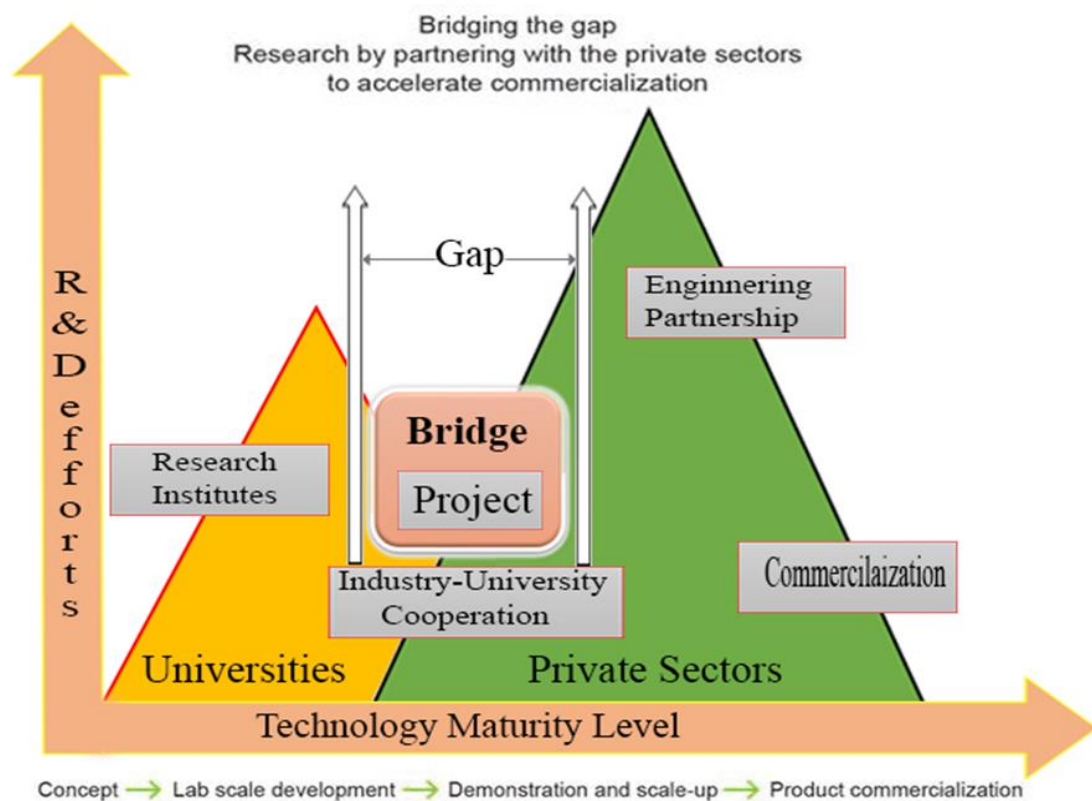 Bridging the gap
Research by partnering with the private sectors
to accelerate commercialization
Gap
Enginnering
Partnership
R & D efforts
Bridge
Project
Research
Institutes
Commercilaization
Industry-University
Cooperation
Universities
Private Sectors
Technology Maturity Level
Concept → Lab scale development → Demonstration and scale-up → Product commercialization